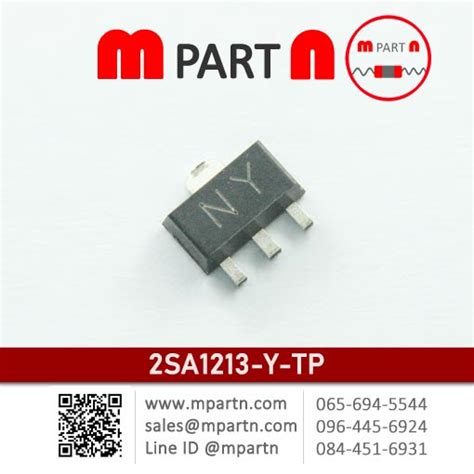 m PART n
m PART n
NY
2SA1213-Y-TP
www.mpartn.com
sales@mpartn.com
Line ID @mpartn
065-694-5544
096-445-6924
084-451-6931